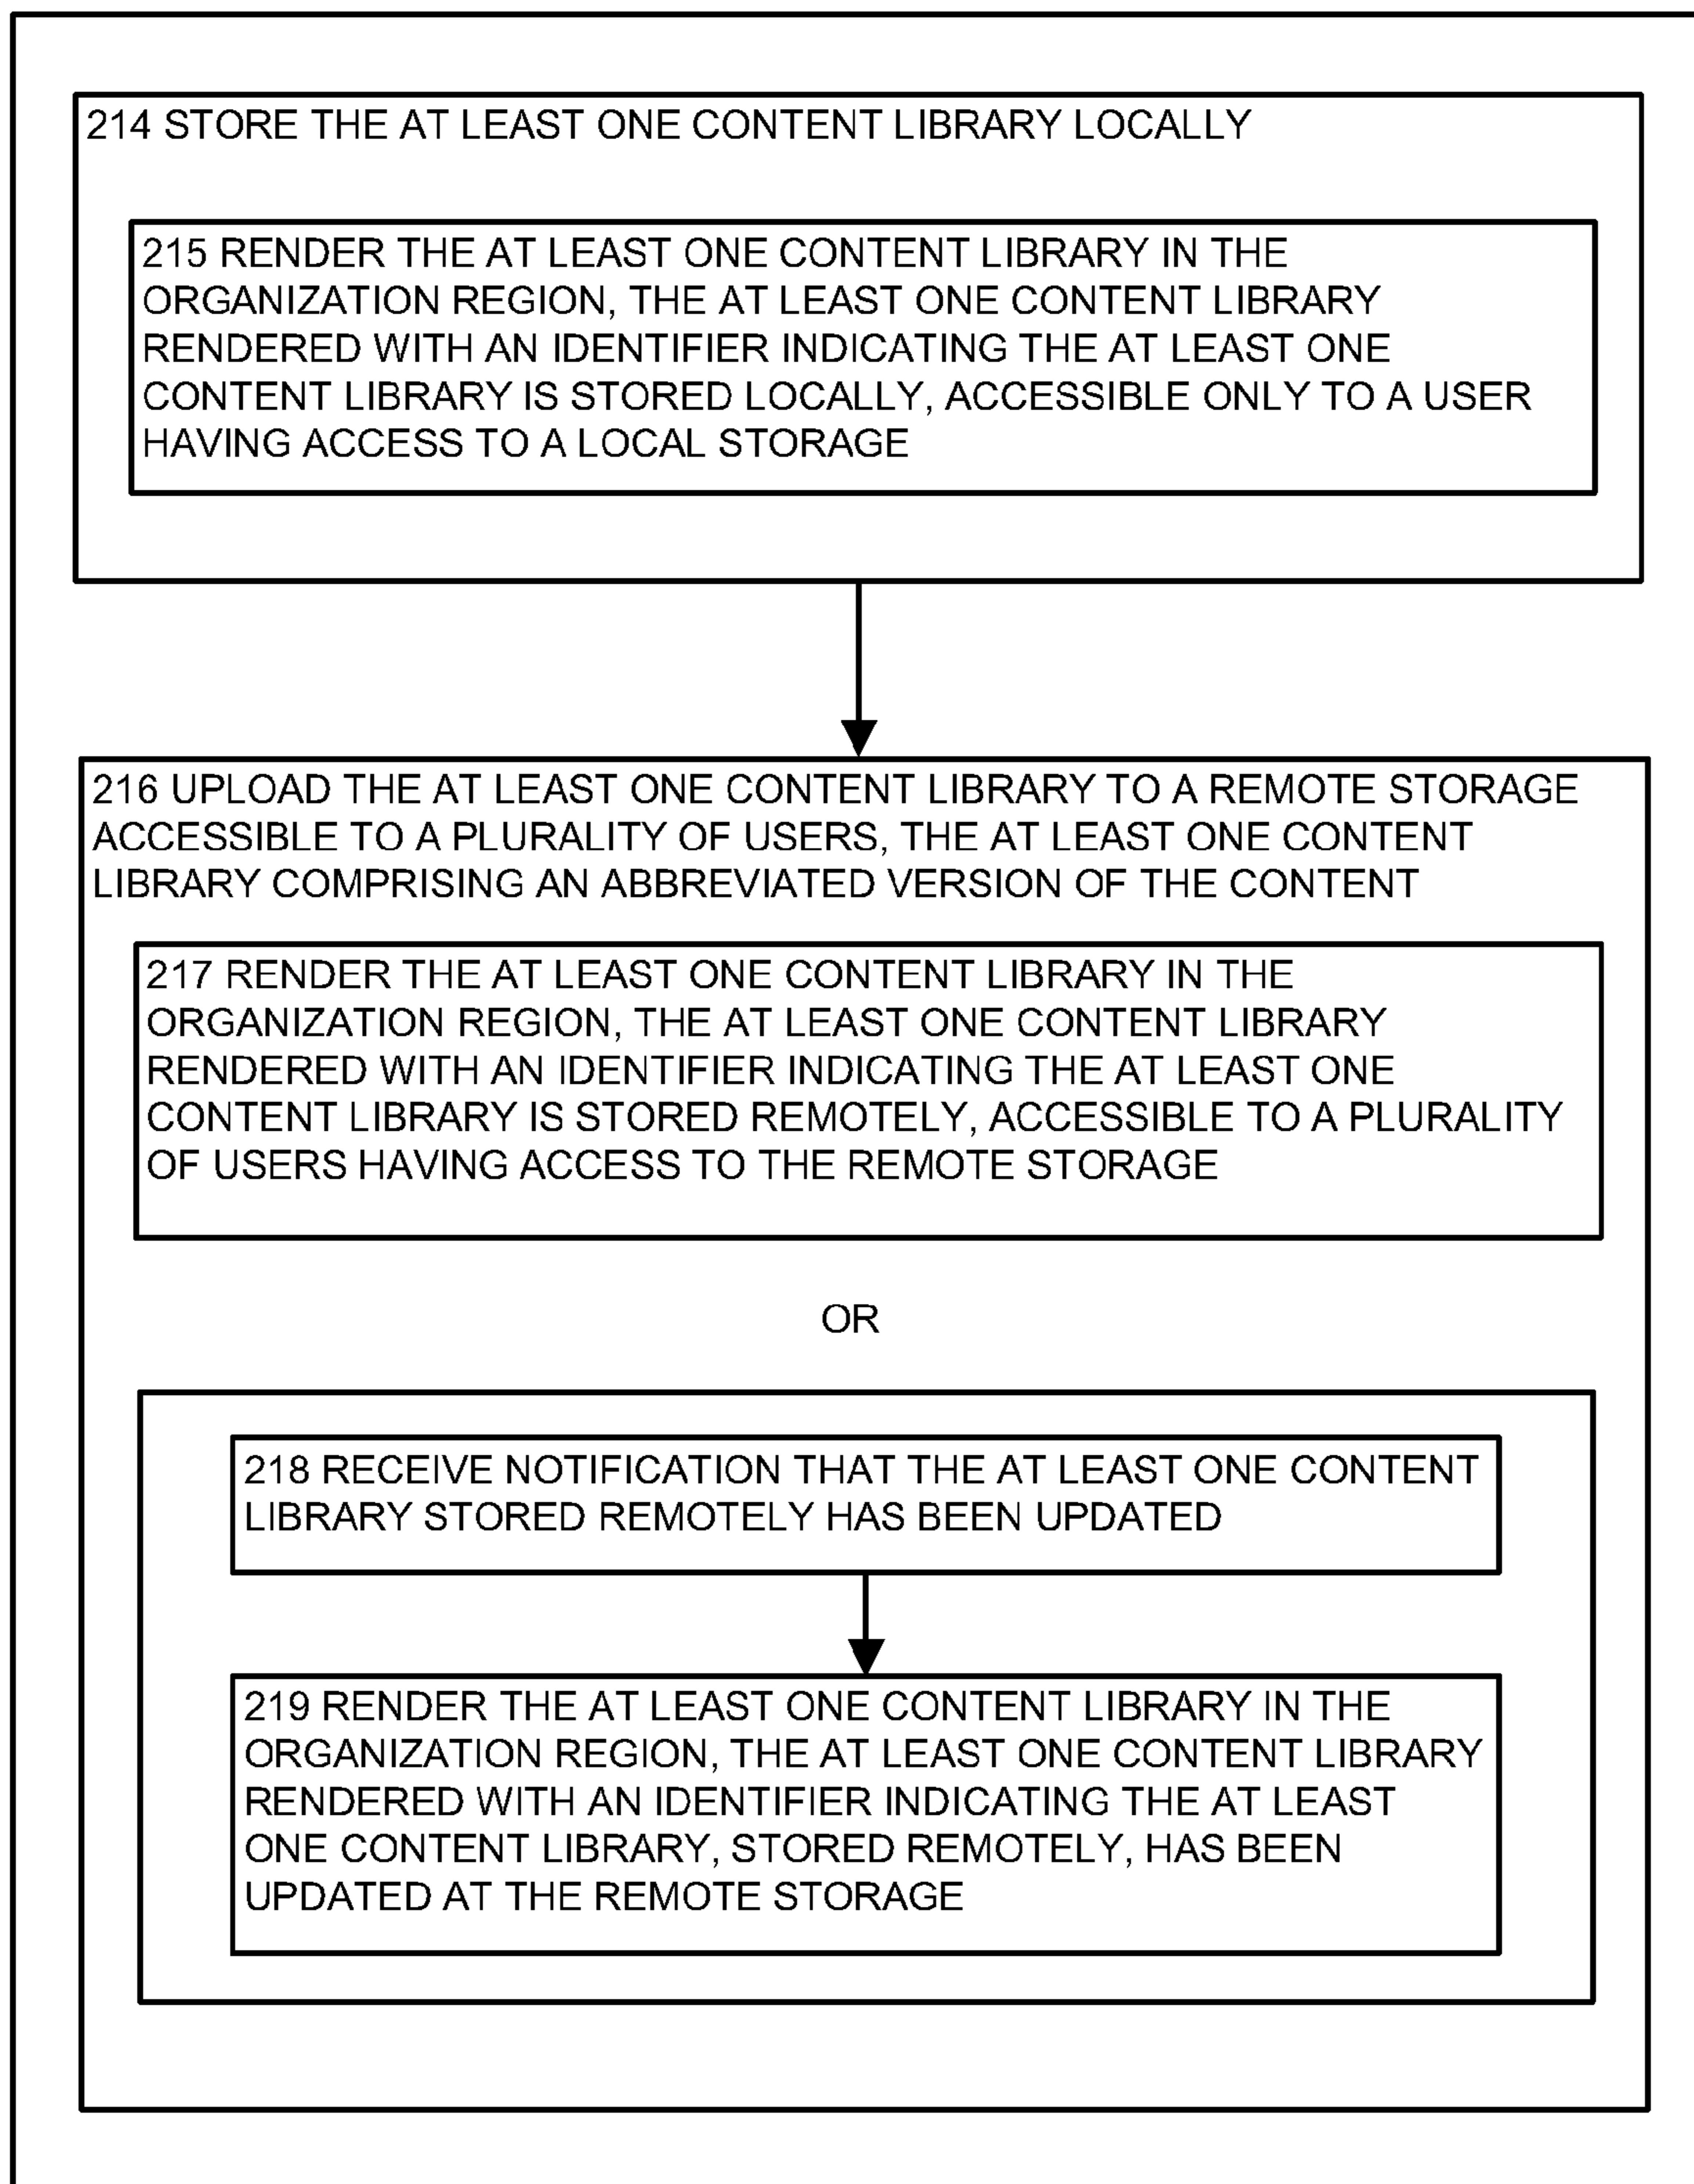 214 STORE THE AT LEAST ONE CONTENT LIBRARY LOCALLY
215 RENDER THE AT LEAST ONE CONTENT LIBRARY IN THE
ORGANIZATION REGION, THE AT LEAST ONE CONTENT LIBRARY
RENDERED WITH AN IDENTIFIER INDICATING THE AT LEAST ONE
CONTENT LIBRARY IS STORED LOCALLY, ACCESSIBLE ONLY TO A USER
HAVING ACCESS TO A LOCAL STORAGE
216 UPLOAD THE AT LEAST ONE CONTENT LIBRARY TO A REMOTE STORAGE
ACCESSIBLE TO A PLURALITY OF USERS, THE AT LEAST ONE CONTENT
LIBRARY COMPRISING AN ABBREVIATED VERSION OF THE CONTENT
217 RENDER THE AT LEAST ONE CONTENT LIBRARY IN THE
ORGANIZATION REGION, THE AT LEAST ONE CONTENT LIBRARY
RENDERED WITH AN IDENTIFIER INDICATING THE AT LEAST ONE
CONTENT LIBRARY IS STORED REMOTELY, ACCESSIBLE TO A PLURALITY
OF USERS HAVING ACCESS TO THE REMOTE STORAGE
OR
218 RECEIVE NOTIFICATION THAT THE AT LEAST ONE CONTENT
LIBRARY STORED REMOTELY HAS BEEN UPDATED
219 RENDER THE AT LEAST ONE CONTENT LIBRARY IN THE
ORGANIZATION REGION, THE AT LEAST ONE CONTENT LIBRARY
RENDERED WITH AN IDENTIFIER INDICATING THE AT LEAST
ONE CONTENT LIBRARY, STORED REMOTELY, HAS BEEN
UPDATED AT THE REMOTE STORAGE